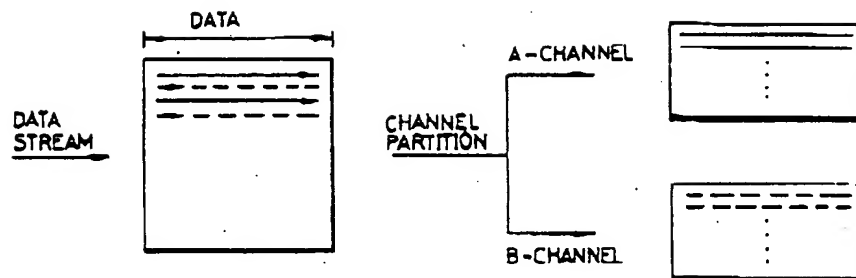 DATA
DATA
STREAM
CHANNEL
PARTITION
A-CHANNEL
B-CHANNEL